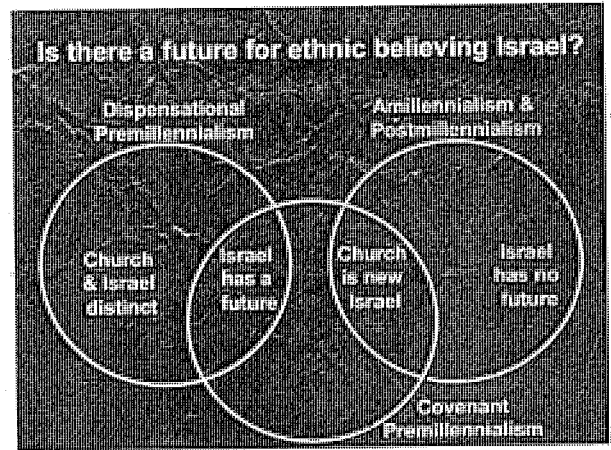 Is there a future for ethnic believing Israel?
Dispensational
Premillennialism
Amillennialism &
Postmillennialism
Church
& Israel
distinct
Israel
has a
future
Church
is new
Israel
Israel
has no
future
Covenant
Premillennialism